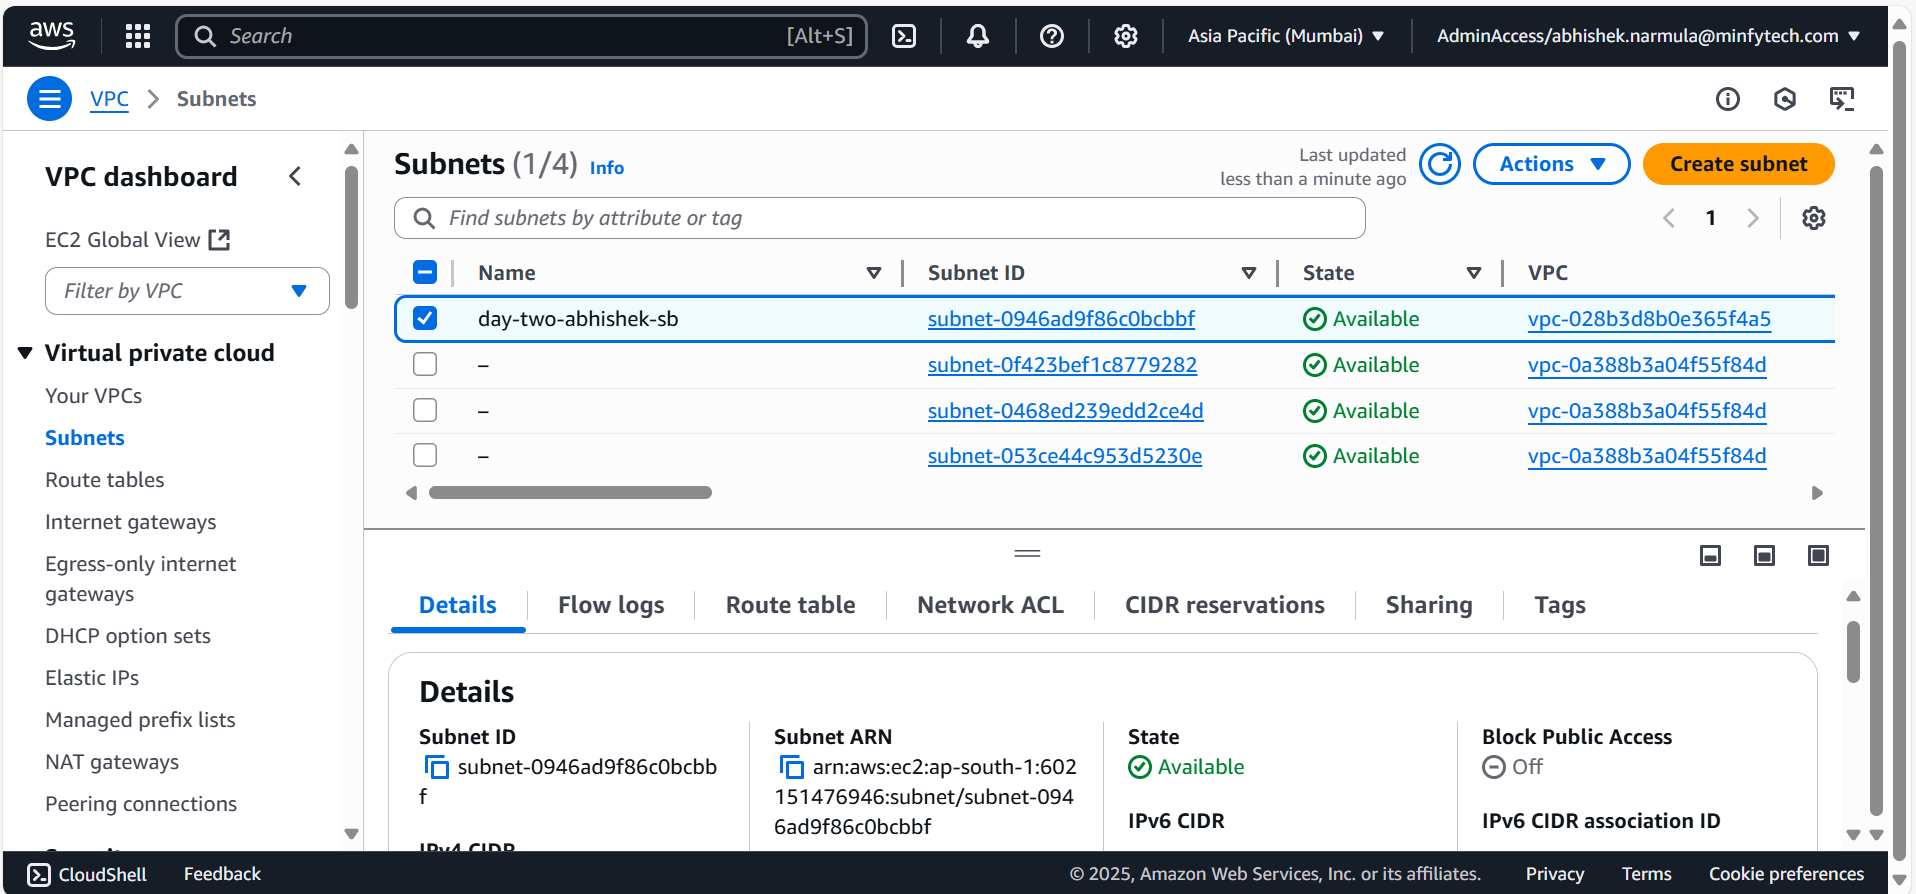 aws
Search [Alt+S]
Asia Pacific (Mumbai)
AdminAccess/abhishek.narmula@minfytech.com
VPC
Subnets
VPC dashboard
EC2 Global View
Filter by VPC
Virtual private cloud
Your VPCs
Subnets
Route tables
Internet gateways
Egress-only internet
gateways
DHCP option sets
Elastic IPs
Managed prefix lists
NAT gateways
Peering connections
Subnets (1/4) Info
Last updated
less than a minute ago
Actions
Create subnet
Find subnets by attribute or tag
1
Name Subnet ID State VPC
day-two-abhishek-sb subnet-0946ad9f86c0bcbbf Available vpc-028b3d8b0e365f4a5
– subnet-0f423bef1c8779282 Available vpc-0a388b3a04f55f84d
– subnet-0468ed239edd2ce4d Available vpc-0a388b3a04f55f84d
– subnet-053ce44c953d5230e Available vpc-0a388b3a04f55f84d
Details Flow logs Route table Network ACL CIDR reservations Sharing Tags
Details
Subnet ID
subnet-0946ad9f86c0bcbb
f
IPv4 CIDR
Subnet ARN
arn:aws:ec2:ap-south-1:602
151476946:subnet/subnet-094
6ad9f86c0bcbbf
State
Available
IPv6 CIDR
Block Public Access
Off
IPv6 CIDR association ID
CloudShell Feedback © 2025, Amazon Web Services, Inc. or its affiliates. Privacy Terms Cookie preferences